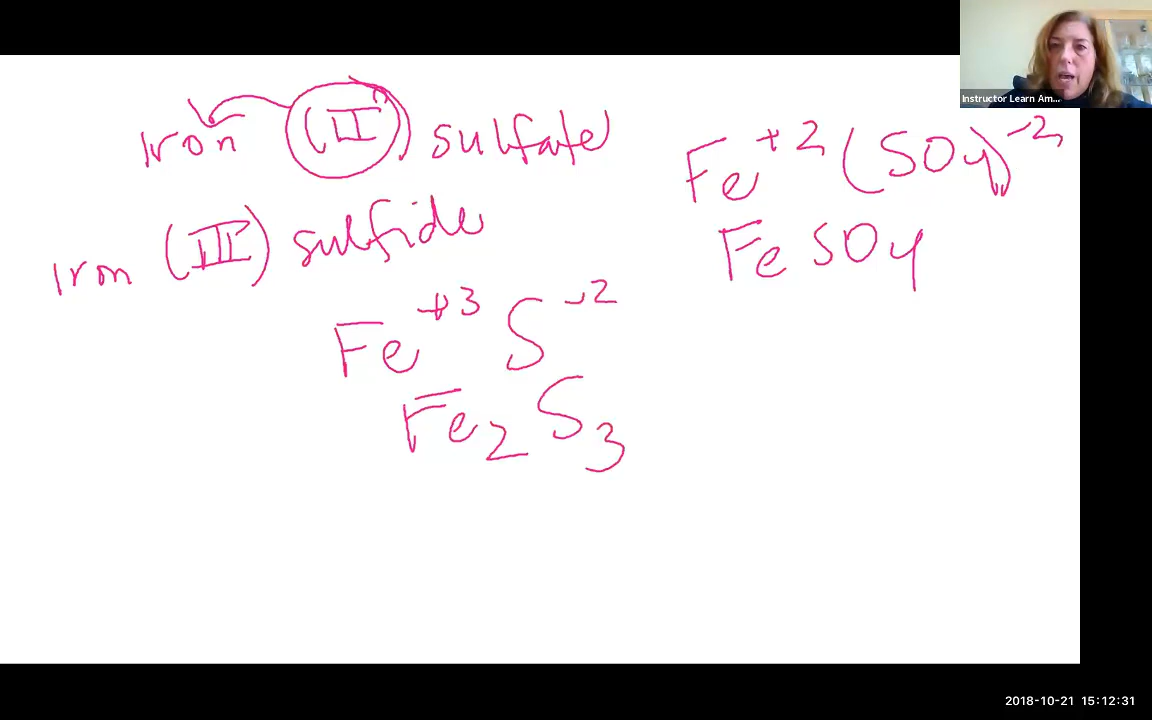 Iron (II) sulfate
Fe+2 (SO4)-2
FeSO4
Iron (III) sulfide
Fe+3 S-2
Fe2S3
Instructor Learn Am...
2018-10-21 15:12:31